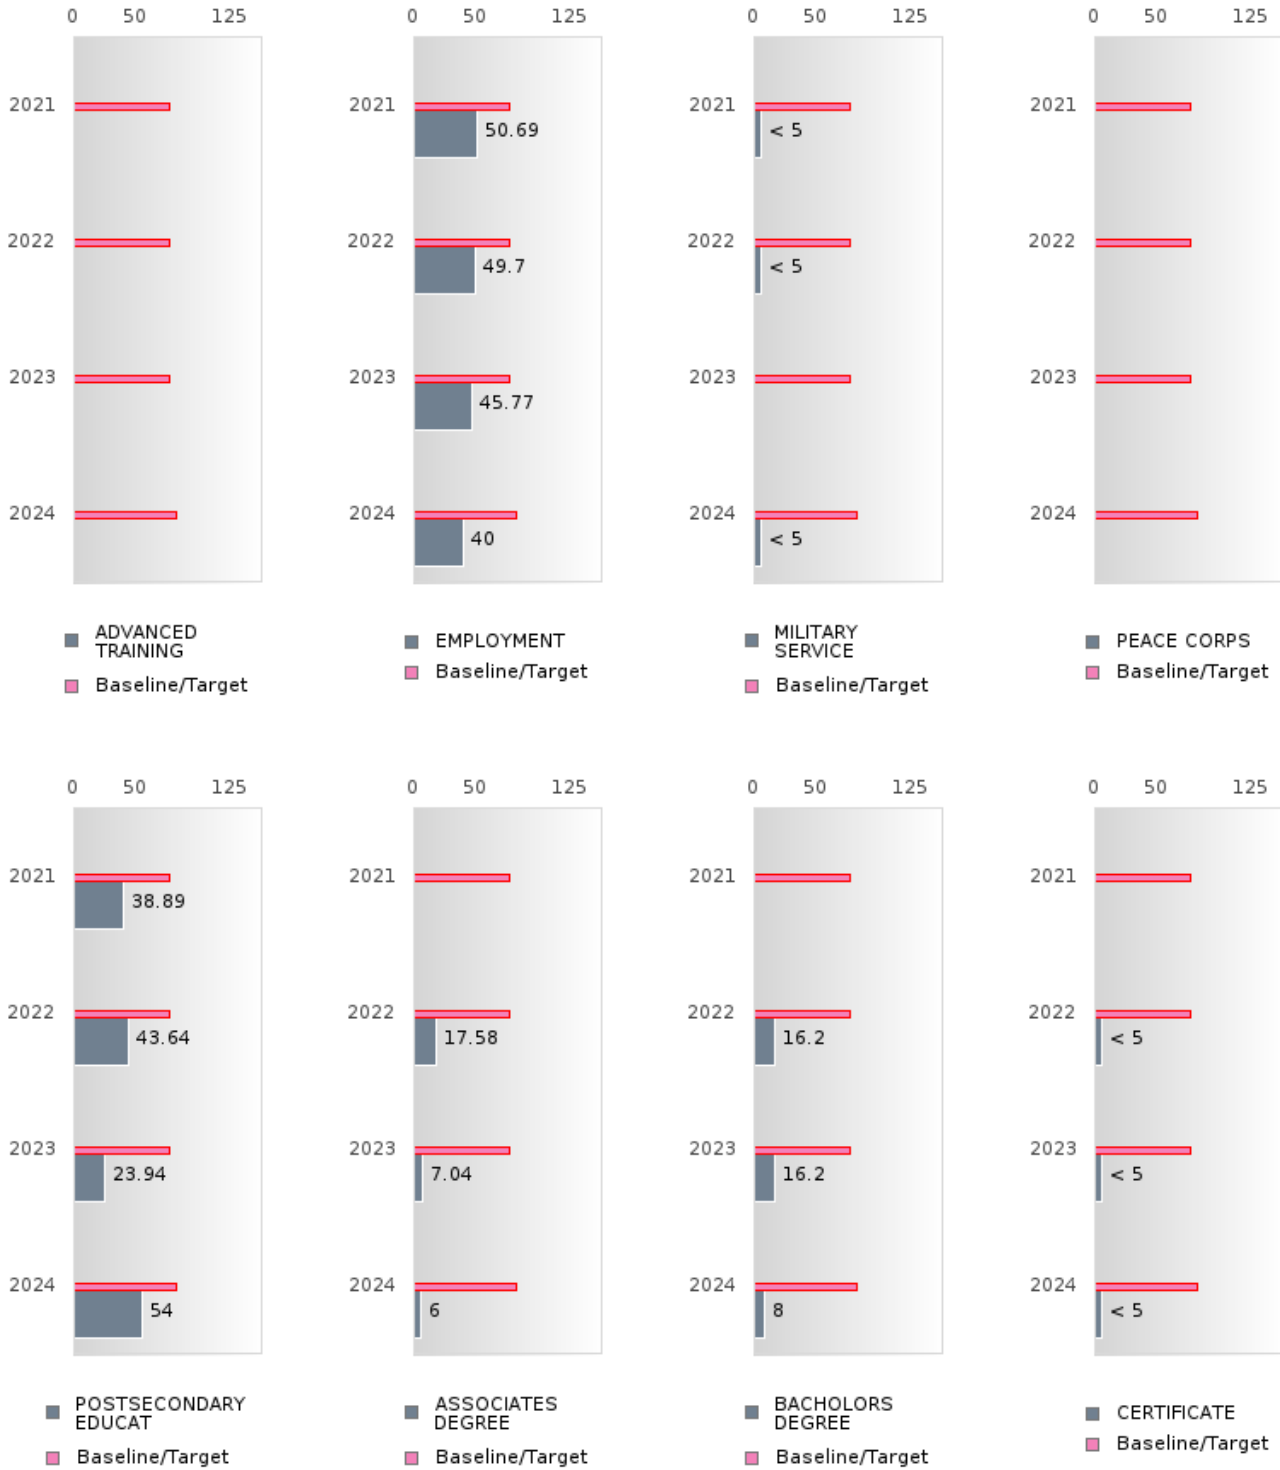 0 50 125
2021
2022
2023
2024
ADVANCED
TRAINING
Baseline/Target
0 50 125
2021
50.69
2022
49.7
2023
45.77
2024
40
EMPLOYMENT
Baseline/Target
0 50 125
2021
< 5
2022
< 5
2023
2024
< 5
MILITARY
SERVICE
Baseline/Target
0 50 125
2021
2022
2023
2024
PEACE CORPS
Baseline/Target
0 50 125
2021
38.89
2022
43.64
2023
23.94
2024
54
POSTSECONDARY
EDUCAT
Baseline/Target
0 50 125
2021
2022
17.58
2023
7.04
2024
6
ASSOCIATES
DEGREE
Baseline/Target
0 50 125
2021
2022
16.2
2023
16.2
2024
8
BACHOLORS
DEGREE
Baseline/Target
0 50 125
2021
2022
< 5
2023
< 5
2024
< 5
CERTIFICATE
Baseline/Target